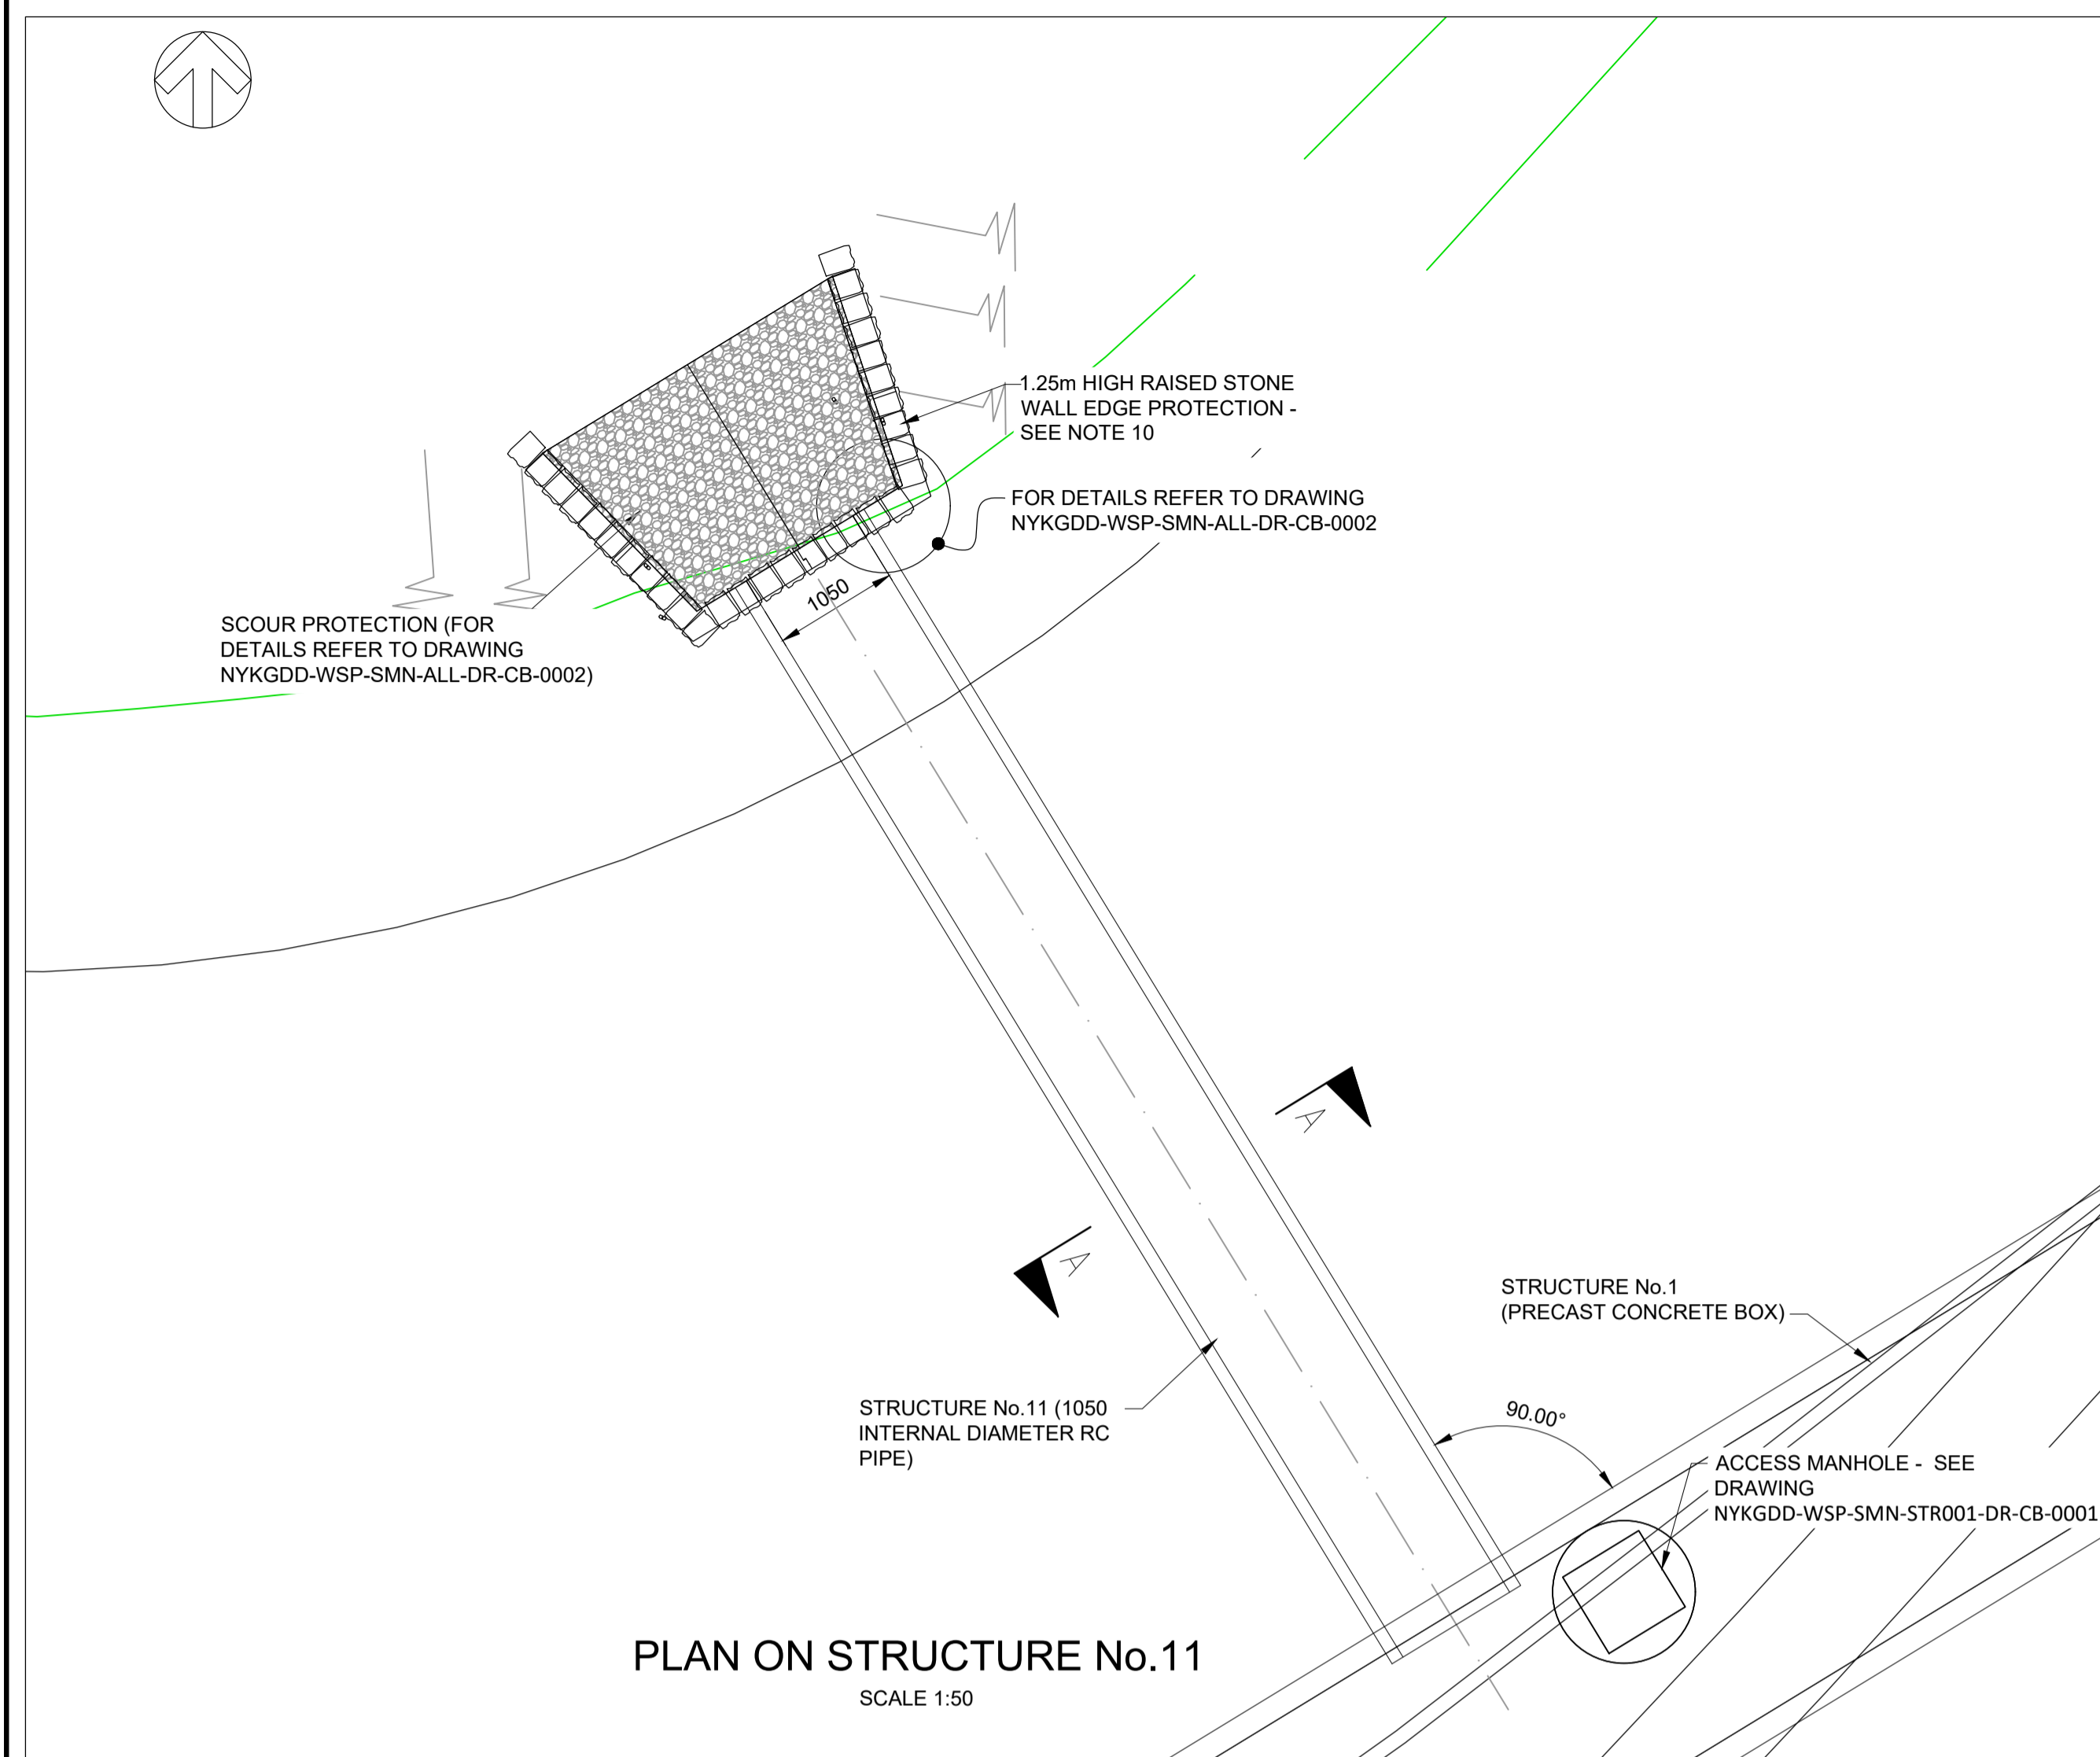 1.25m HIGH RAISED STONE
WALL EDGE PROTECTION -
SEE NOTE 10
FOR DETAILS REFER TO DRAWING
NYKGDD-WSP-SMN-ALL-DR-CB-0002
1050
SCOUR PROTECTION (FOR
DETAILS REFER TO DRAWING
NYKGDD-WSP-SMN-ALL-DR-CB-0002)
A
A
STRUCTURE No.1
(PRECAST CONCRETE BOX)
STRUCTURE No.11 (1050
INTERNAL DIAMETER RC
PIPE)
90.00°
ACCESS MANHOLE - SEE
DRAWING
NYKGDD-WSP-SMN-STR001-DR-CB-0001
PLAN ON STRUCTURE No.11
SCALE 1:50